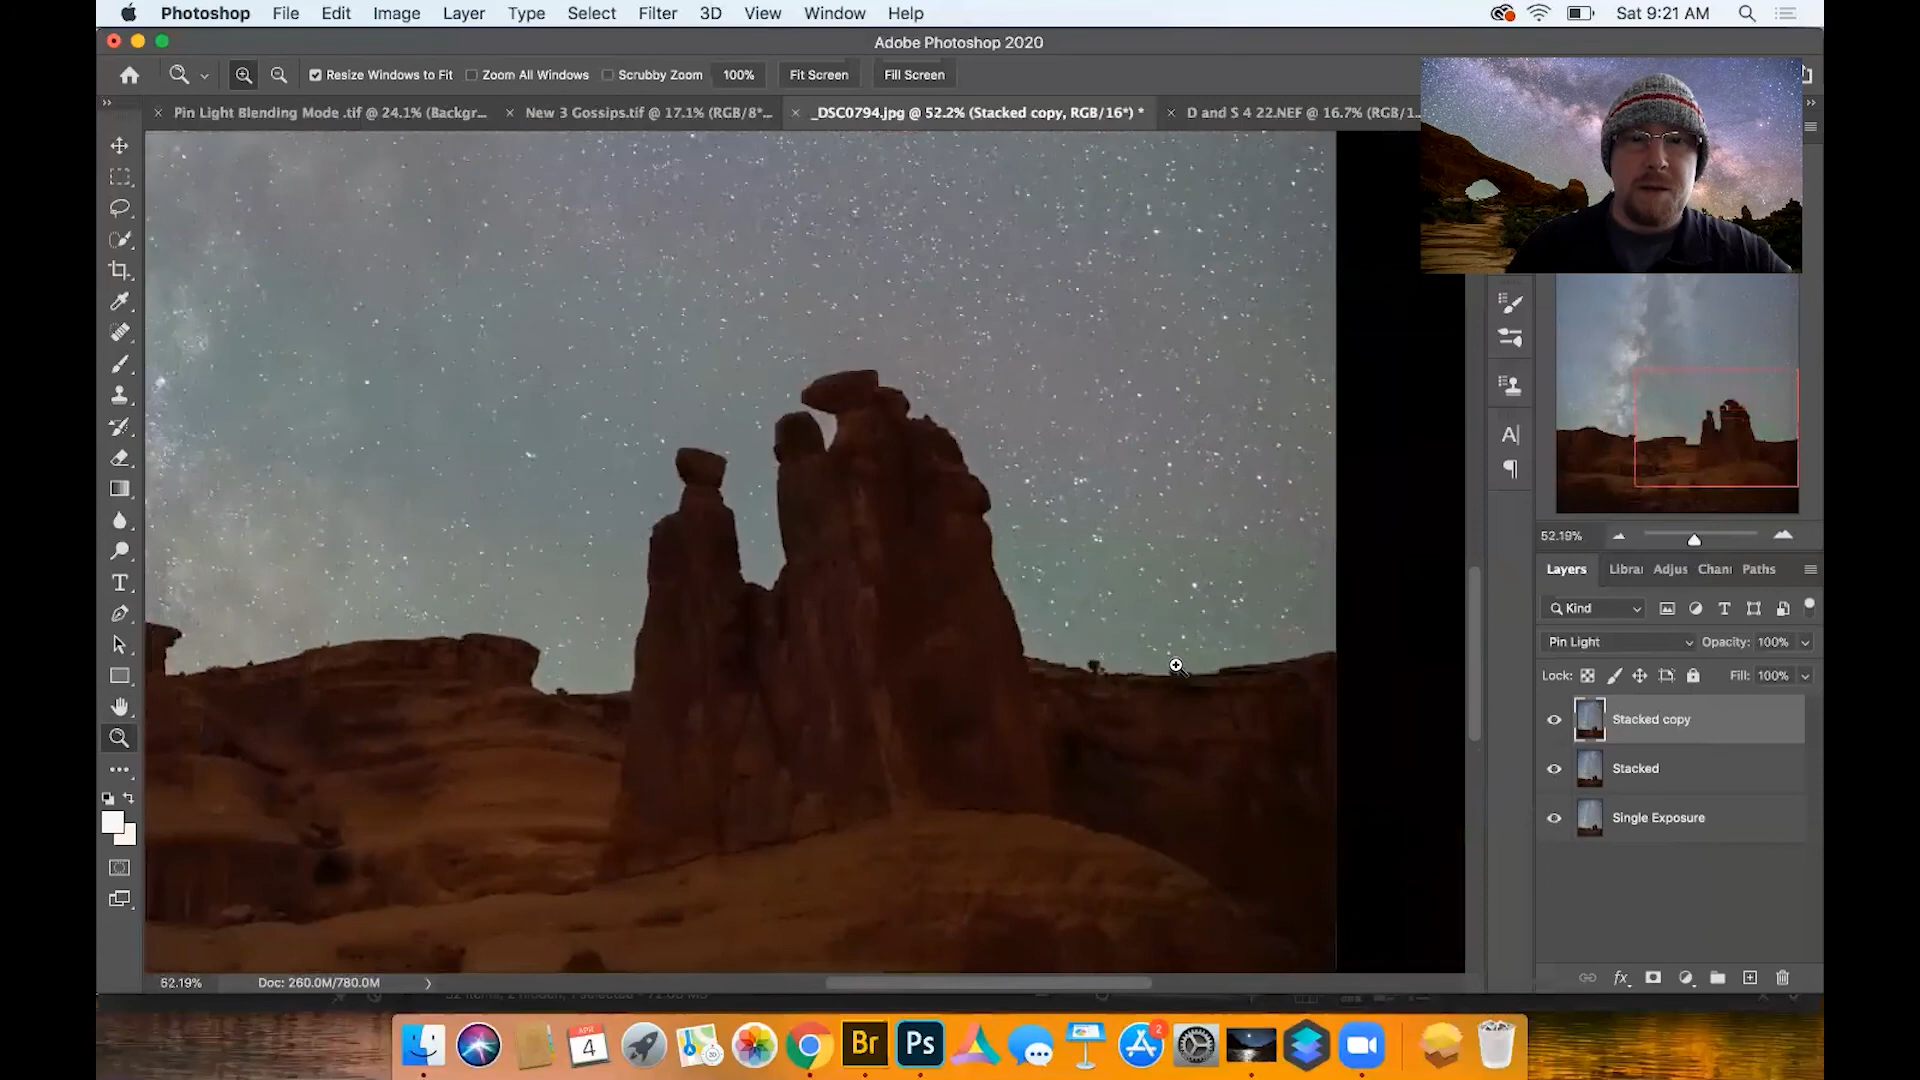 Photoshop File Edit Image Layer Type Select Filter 3D View Window Help Sat 9:21 AM
Adobe Photoshop 2020
Resize Windows to Fit Zoom All Windows Scrubby Zoom 100% Fit Screen Fill Screen
Pin Light Blending Mode .tif @ 24.1% (Backgr... New 3 Gossips.tif @ 17.1% (RGB/8*... _DSC0794.jpg @ 52.2% (Stacked copy, RGB/16*) * D and S 4 22.NEF @ 16.7% (RGB/1...
52.19%
Layers Librai Adjus Chani Paths
Kind
Pin Light Opacity: 100%
Lock: Fill: 100%
Stacked copy
Stacked
Single Exposure
fx
52.19% Doc: 260.0M/780.0M
APR
4
Br
Ps
2